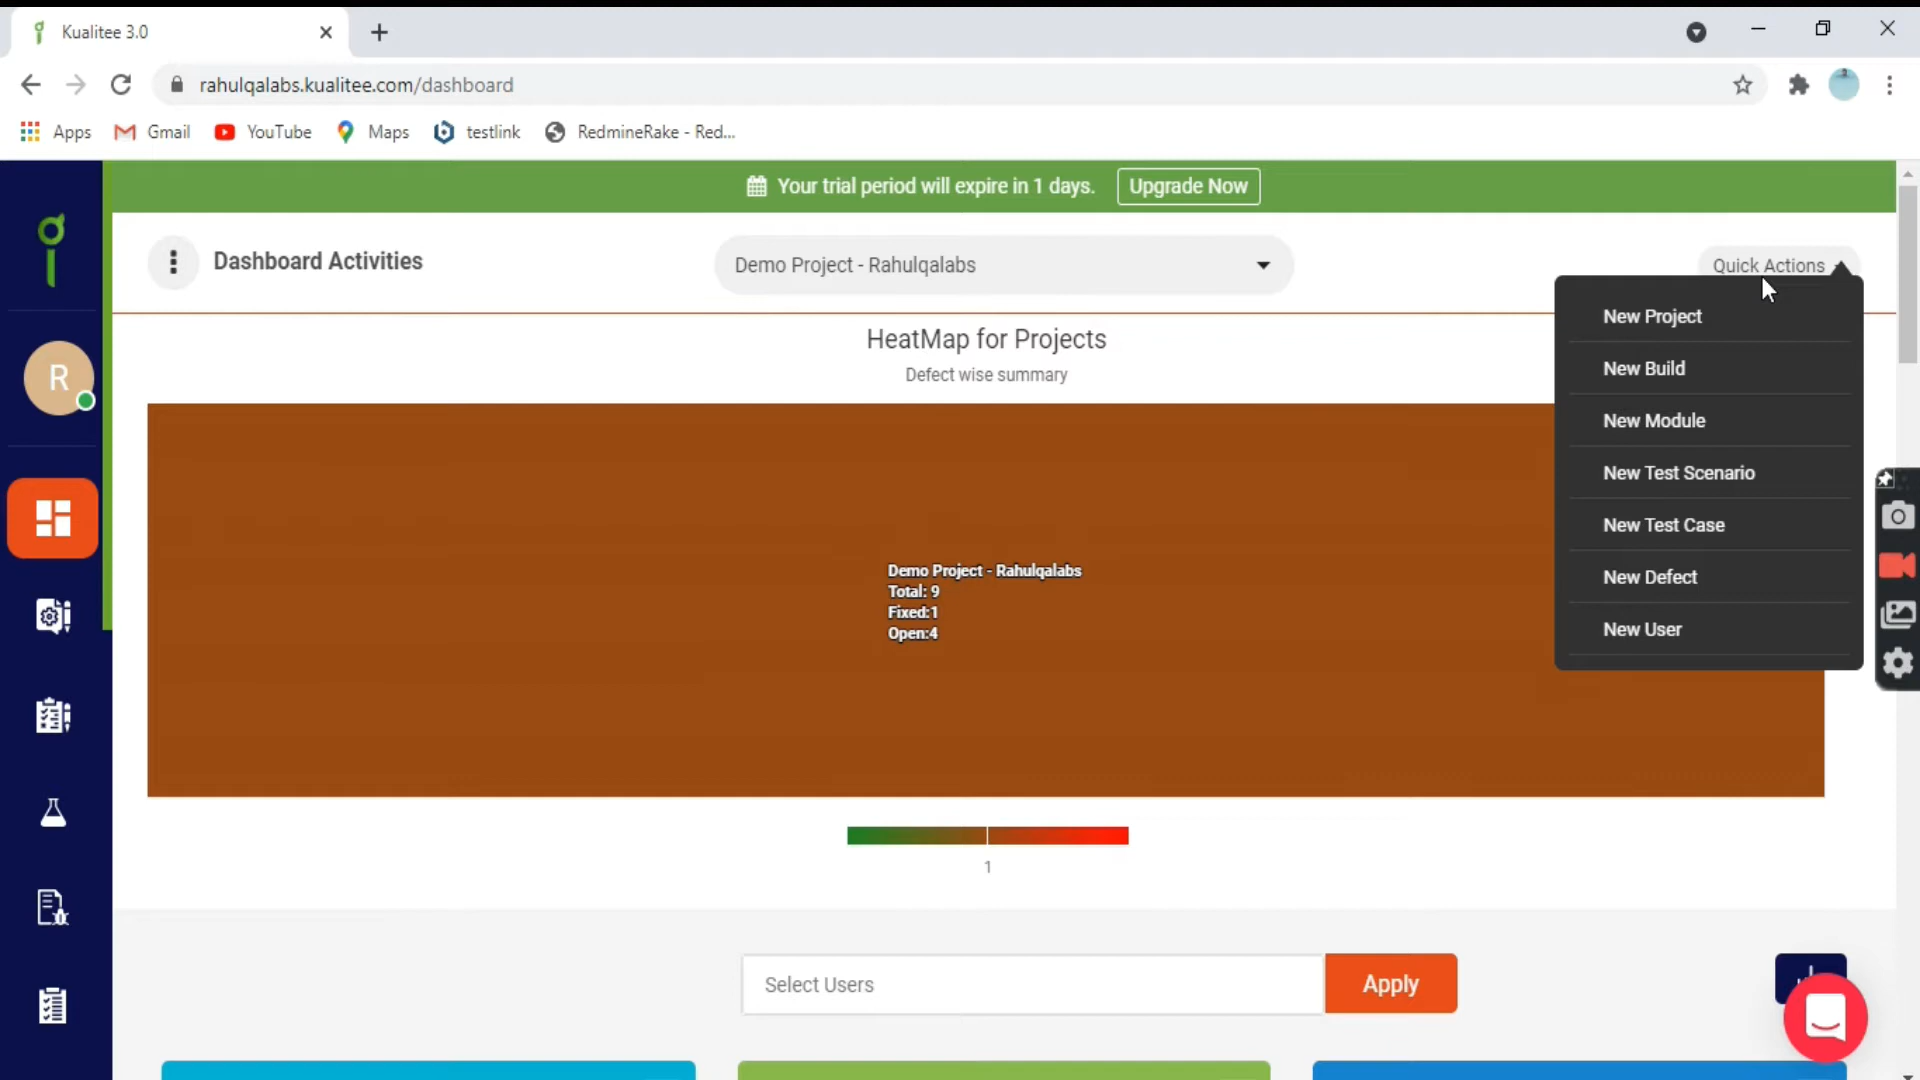 Kualitee 3.0
rahulqalabs.kualitee.com/dashboard
Apps
Gmail
YouTube
Maps
testlink
RedmineRake - Red...
Your trial period will expire in 1 days.
Upgrade Now
Dashboard Activities
Demo Project - Rahulqalabs
Quick Actions
R
HeatMap for Projects
Defect wise summary
New Project
New Build
New Module
New Test Scenario
New Test Case
New Defect
New User
Demo Project - Rahulqalabs
Total: 9
Fixed:1
Open:4
1
Select Users
Apply